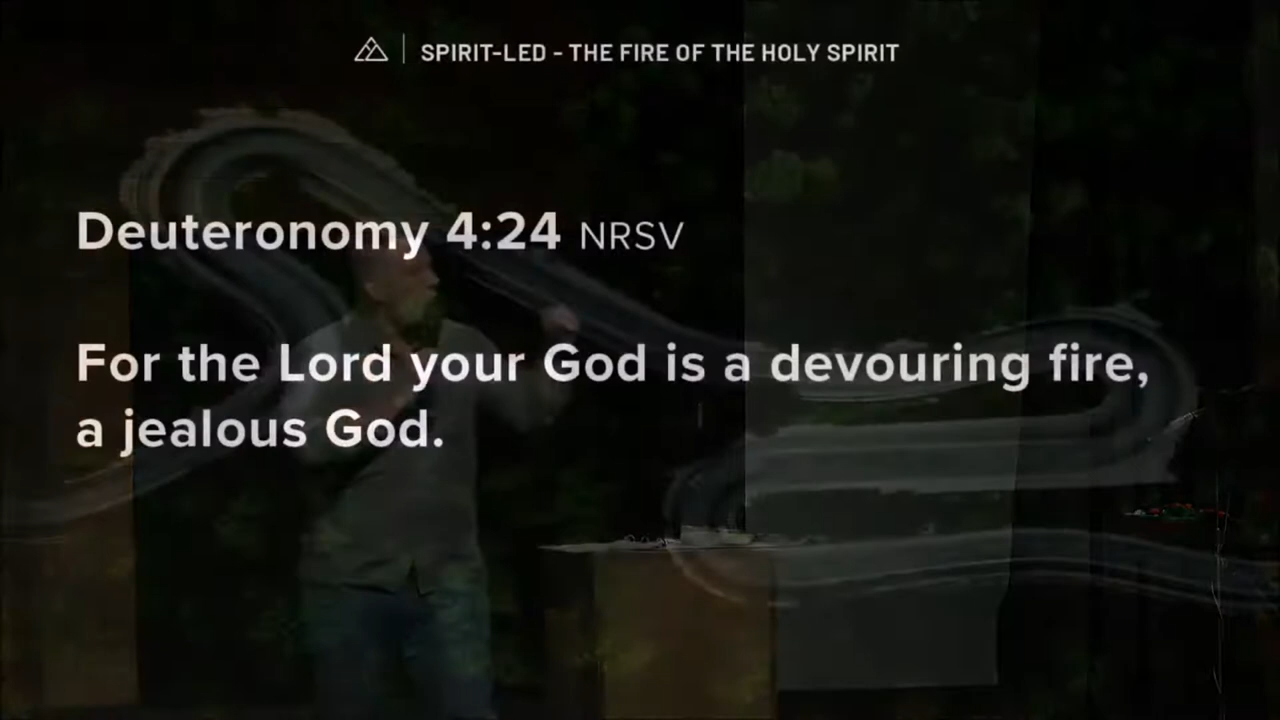 SPIRIT-LED - THE FIRE OF THE HOLY SPIRIT
Deuteronomy 4:24 NRSV
For the Lord your God is a devouring fire,
a jealous God.